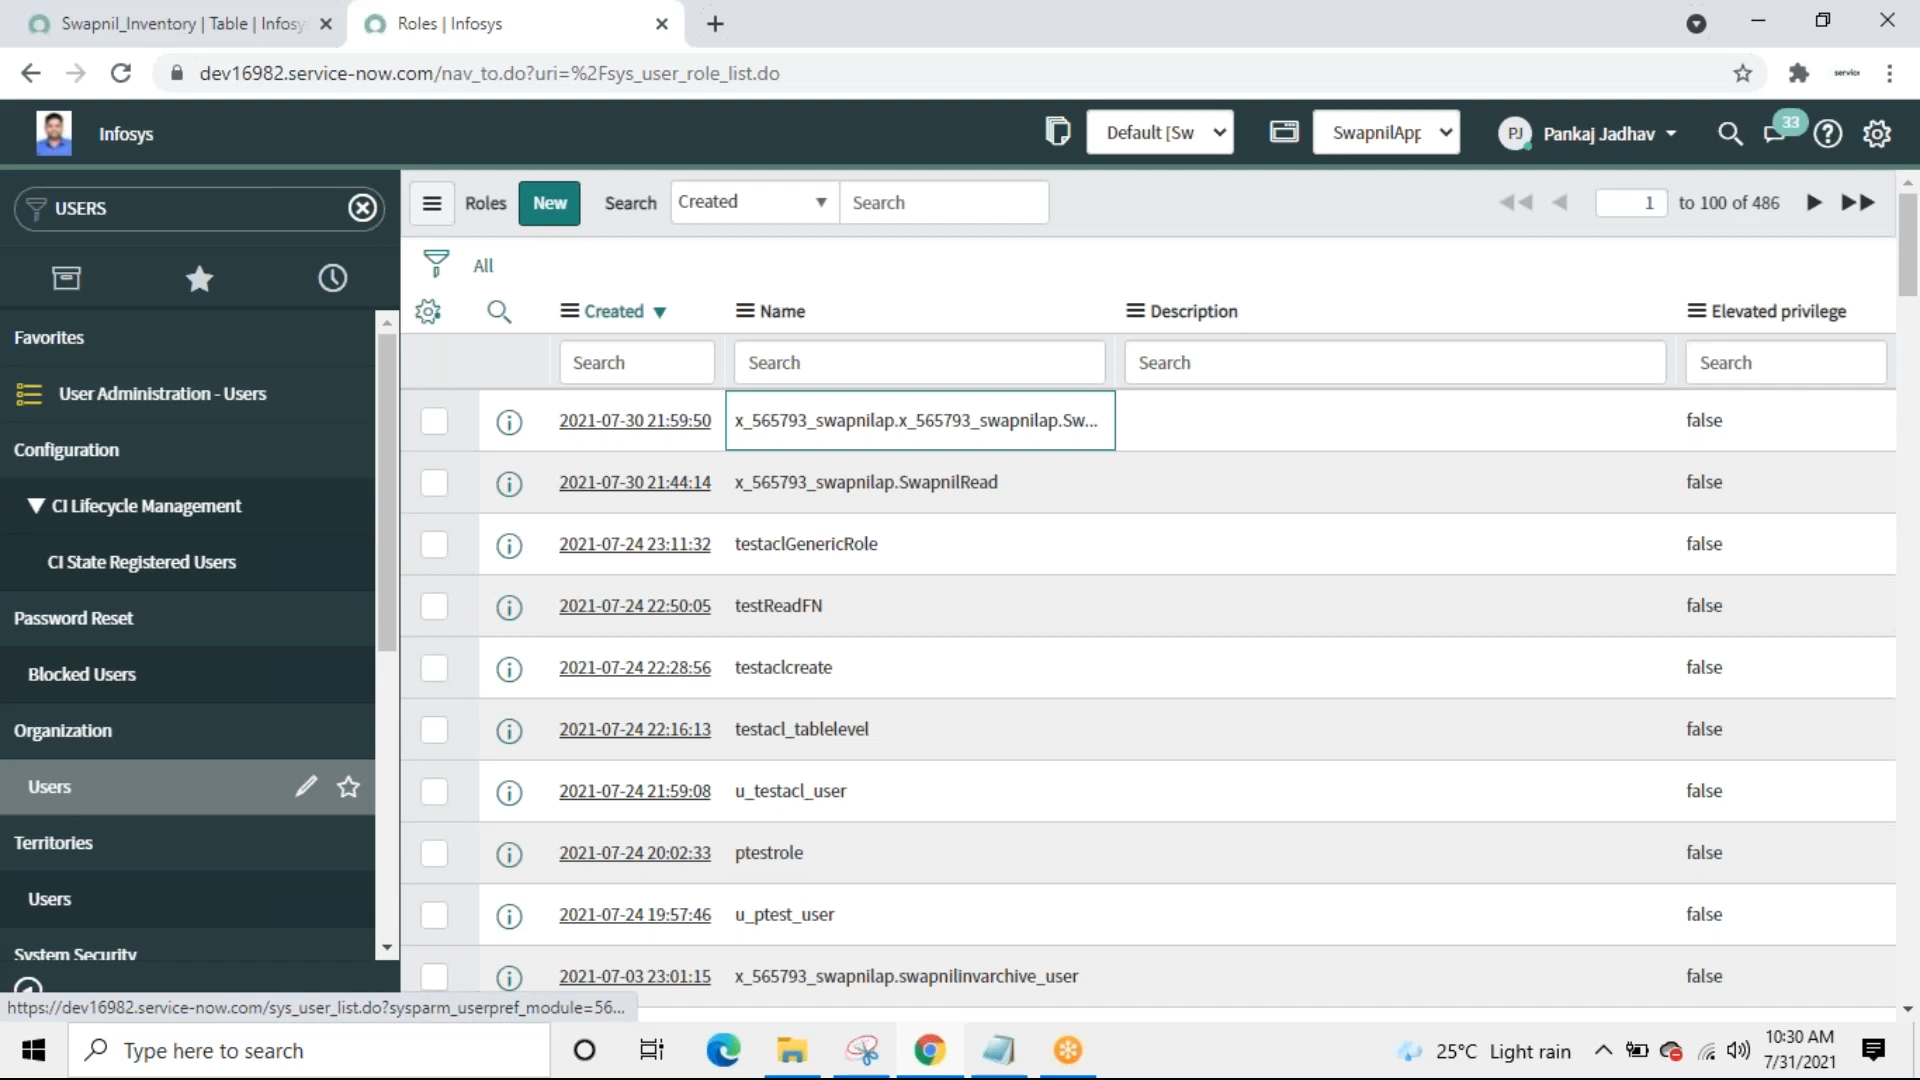 Swapnil_Inventory | Table | Infosy
Roles | Infosys
dev16982.service-now.com/nav_to.do?uri=%2Fsys_user_role_list.do
service
Infosys
Default [Sw
SwapnilApp
PJ
Pankaj Jadhav
33
USERS
Roles
New
Search
Created
Search
1
to 100 of 486
All
Created
Name
Description
Elevated privilege
Search
Search
Search
Search
Favorites
User Administration - Users
Configuration
CI Lifecycle Management
CI State Registered Users
Password Reset
Blocked Users
Organization
Users
Territories
Users
System Security
2021-07-30 21:59:50 x_565793_swapnilap.x_565793_swapnilap.Sw... false
2021-07-30 21:44:14 x_565793_swapnilap.SwapnilRead false
2021-07-24 23:11:32 testaclGenericRole false
2021-07-24 22:50:05 testReadFN false
2021-07-24 22:28:56 testaclcreate false
2021-07-24 22:16:13 testacl_tablelevel false
2021-07-24 21:59:08 u_testacl_user false
2021-07-24 20:02:33 ptestrole false
2021-07-24 19:57:46 u_ptest_user false
2021-07-03 23:01:15 x_565793_swapnilap.swapnilinvarchive_user false
https://dev16982.service-now.com/sys_user_list.do?sysparm_userpref_module=56...
Type here to search
25°C Light rain
10:30 AM
7/31/2021